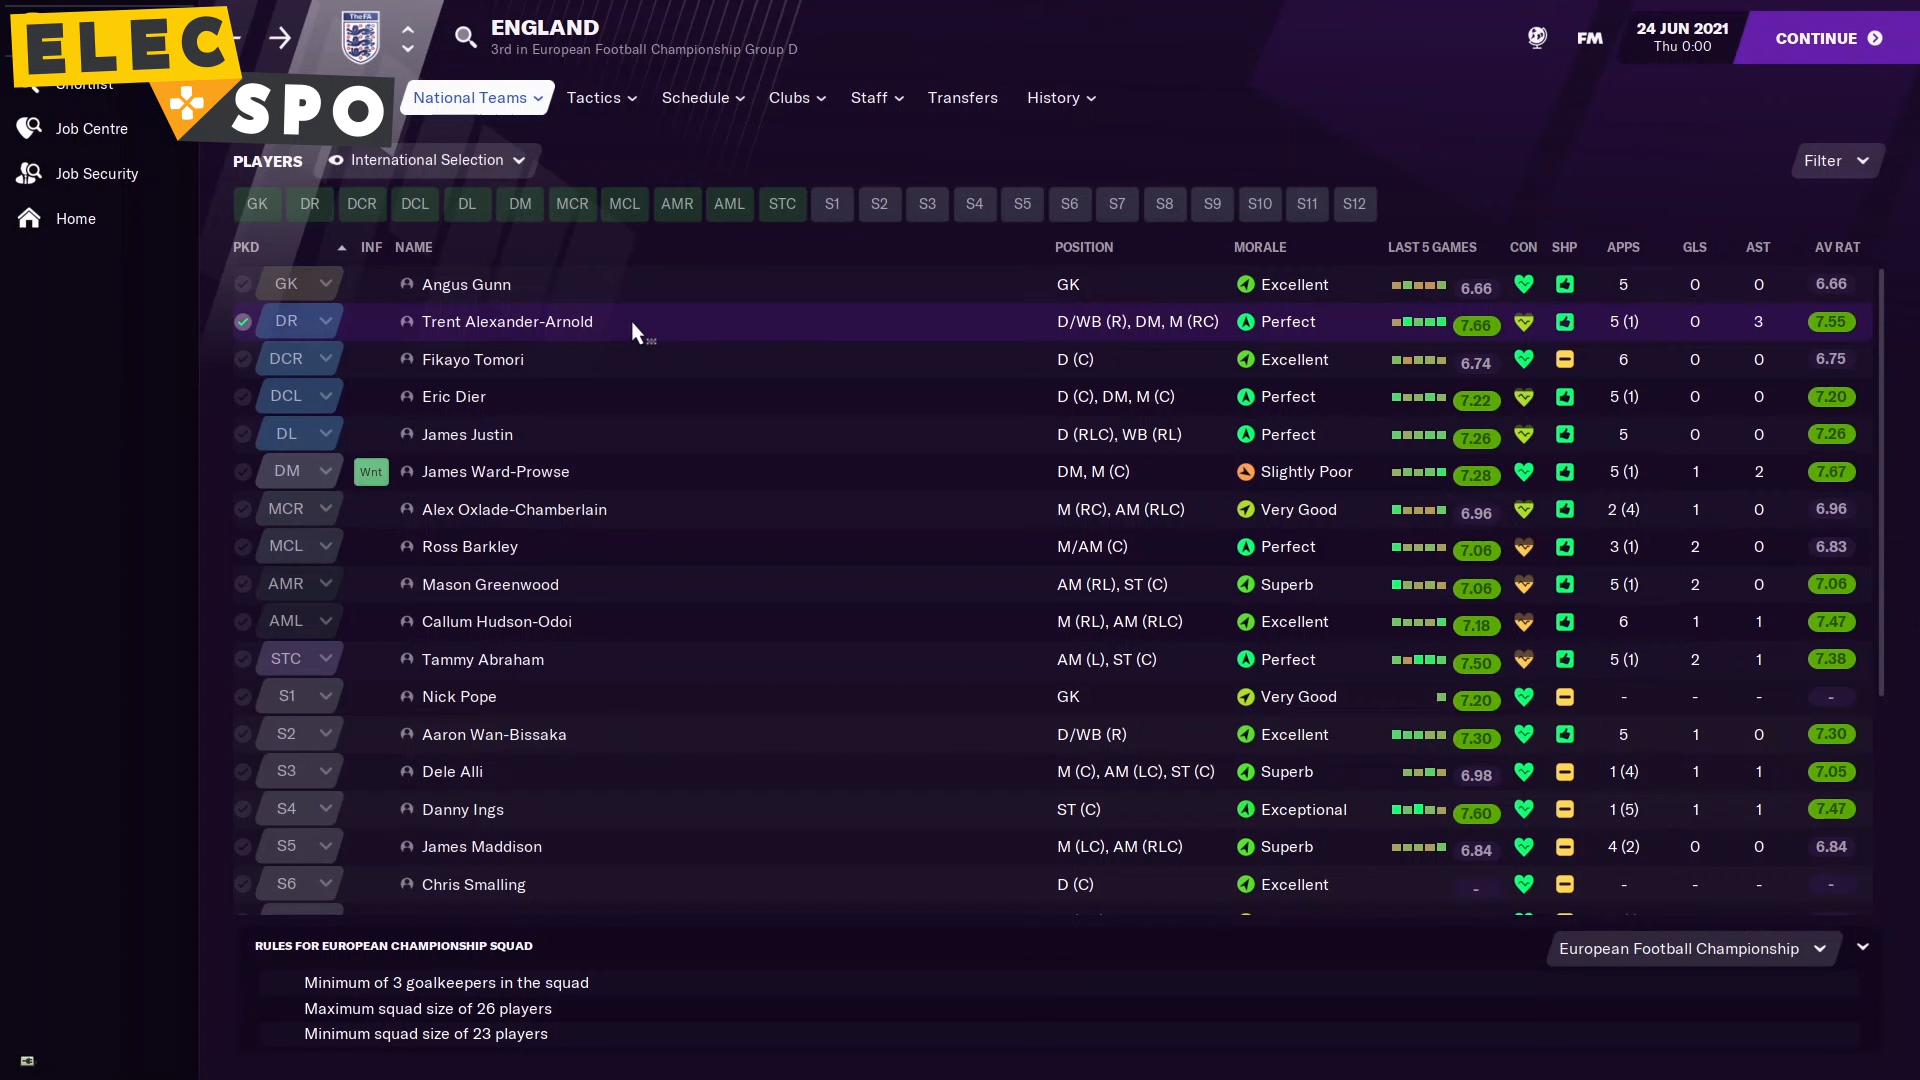 ELEC
SPO
The FA
ENGLAND
3rd in European Football Championship Group D
FM
24 JUN 2021
Thu 0:00
CONTINUE
Shortlist
Job Centre
Job Security
Home
National Teams Tactics Schedule Clubs Staff Transfers History
PLAYERS International Selection Filter
GK DR DCR DCL DL DM MCR MCL AMR AML STC S1 S2 S3 S4 S5 S6 S7 S8 S9 S10 S11 S12
PKD INF NAME POSITION MORALE LAST 5 GAMES CON SHP APPS GLS AST AV RAT
GK Angus Gunn GK Excellent 6.66 5 0 0 6.66
DR Trent Alexander-Arnold D/WB (R), DM, M (RC) Perfect 7.66 5 (1) 0 3 7.55
DCR Fikayo Tomori D (C) Excellent 6.74 6 0 0 6.75
DCL Eric Dier D (C), DM, M (C) Perfect 7.22 5 (1) 0 0 7.20
DL James Justin D (RLC), WB (RL) Perfect 7.26 5 0 0 7.26
DM Wnt James Ward-Prowse DM, M (C) Slightly Poor 7.28 5 (1) 1 2 7.67
MCR Alex Oxlade-Chamberlain M (RC), AM (RLC) Very Good 6.96 2 (4) 1 0 6.96
MCL Ross Barkley M/AM (C) Perfect 7.06 3 (1) 2 0 6.83
AMR Mason Greenwood AM (RL), ST (C) Superb 7.06 5 (1) 2 0 7.06
AML Callum Hudson-Odoi M (RL), AM (RLC) Excellent 7.18 6 1 1 7.47
STC Tammy Abraham AM (L), ST (C) Perfect 7.50 5 (1) 2 1 7.38
S1 Nick Pope GK Very Good 7.20 - - - -
S2 Aaron Wan-Bissaka D/WB (R) Excellent 7.30 5 1 0 7.30
S3 Dele Alli M (C), AM (LC), ST (C) Superb 6.98 1 (4) 1 1 7.05
S4 Danny Ings ST (C) Exceptional 7.60 1 (5) 1 1 7.47
S5 James Maddison M (LC), AM (RLC) Superb 6.84 4 (2) 0 0 6.84
S6 Chris Smalling D (C) Excellent - - - - -
RULES FOR EUROPEAN CHAMPIONSHIP SQUAD
European Football Championship
Minimum of 3 goalkeepers in the squad
Maximum squad size of 26 players
Minimum squad size of 23 players